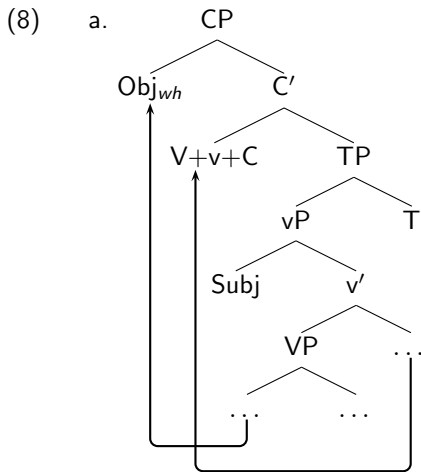 (8) a. CP
Obj_wh C′
V+v+C TP
vP T
Subj v′
VP ...
... ...